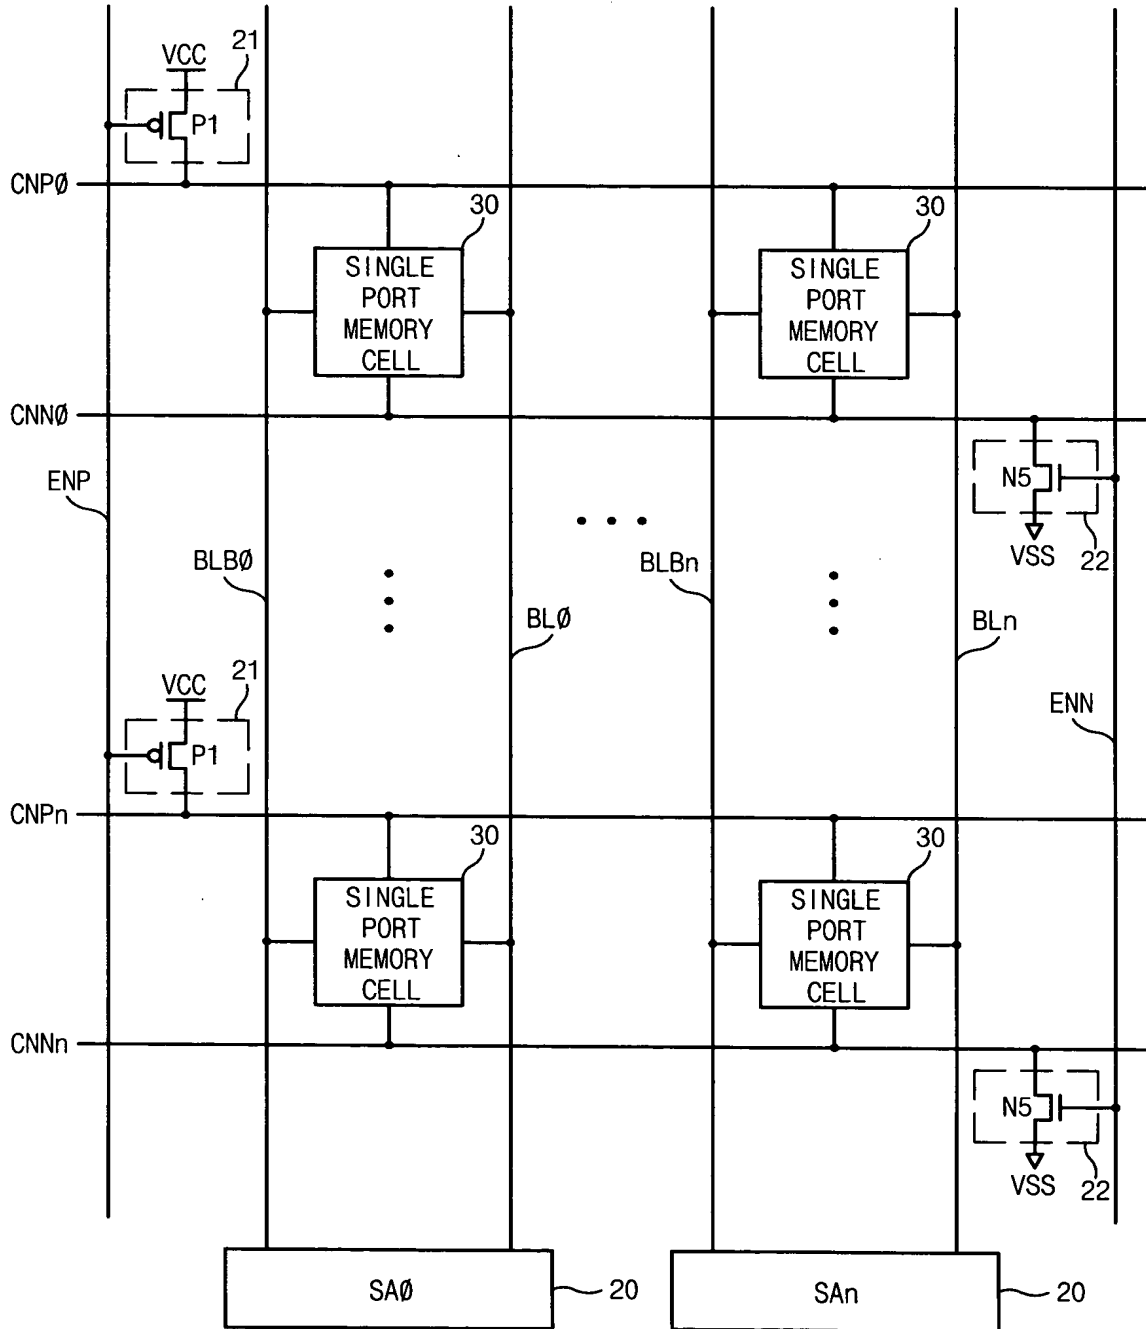 21
VCC
P1
CNPØ
30
30
SINGLE
PORT
MEMORY
CELL
SINGLE
PORT
MEMORY
CELL
CNNØ
ENP
N5
VSS
22
BLBØ
BLBn
BLØ
BLn
21
VCC
P1
ENN
CNPn
30
30
SINGLE
PORT
MEMORY
CELL
SINGLE
PORT
MEMORY
CELL
CNNn
N5
VSS
22
SAØ
20
SAn
20